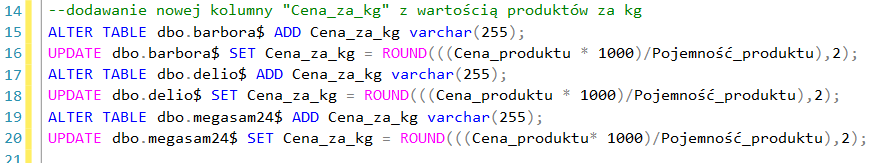 14 --dodawanie nowej kolumny "Cena_za_kg" z wartością produktów za kg
15 ALTER TABLE dbo.barbora$ ADD Cena_za_kg varchar(255);
16 UPDATE dbo.barbora$ SET Cena_za_kg = ROUND(((Cena_produktu * 1000)/Pojemność_produktu),2);
17 ALTER TABLE dbo.delio$ ADD Cena_za_kg varchar(255);
18 UPDATE dbo.delio$ SET Cena_za_kg = ROUND(((Cena_produktu * 1000)/Pojemność_produktu),2);
19 ALTER TABLE dbo.megasam24$ ADD Cena_za_kg varchar(255);
20 UPDATE dbo.megasam24$ SET Cena_za_kg = ROUND(((Cena_produktu* 1000)/Pojemność_produktu),2);
21